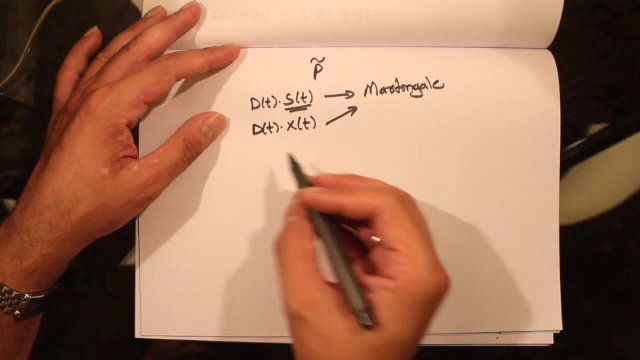 P̃
D(t)·S(t) → Martingale
D(t)·X(t)